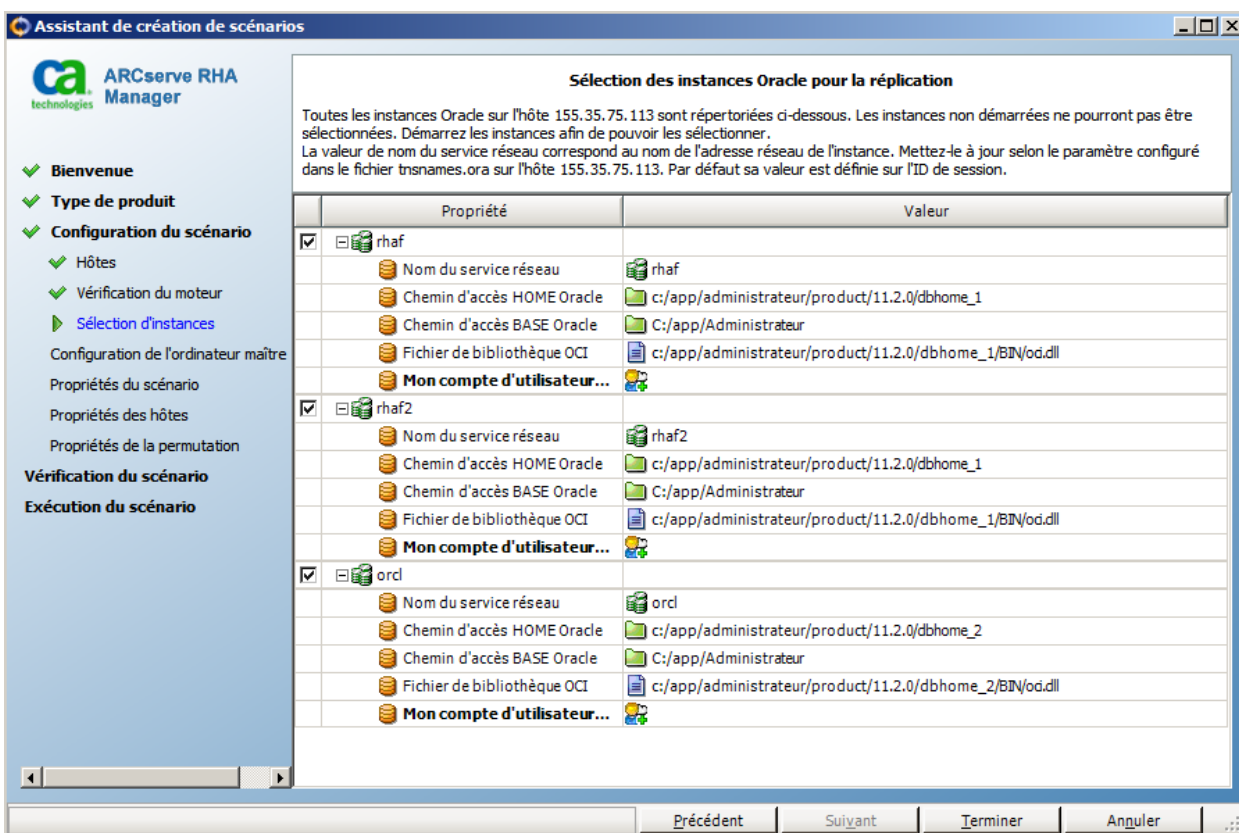 Assistant de création de scénarios
ca
technologies
ARCserve RHA
Manager
Bienvenue
Type de produit
Configuration du scénario
Hôtes
Vérification du moteur
Sélection d'instances
Configuration de l'ordinateur maître
Propriétés du scénario
Propriétés des hôtes
Propriétés de la permutation
Vérification du scénario
Exécution du scénario
Sélection des instances Oracle pour la réplication
Toutes les instances Oracle sur l'hôte 155.35.75.113 sont répertoriées ci-dessous. Les instances non démarrées ne pourront pas être
sélectionnées. Démarrez les instances afin de pouvoir les sélectionner.
La valeur de nom du service réseau correspond au nom de l'adresse réseau de l'instance. Mettez-le à jour selon le paramètre configuré
dans le fichier tnsnames.ora sur l'hôte 155.35.75.113. Par défaut sa valeur est définie sur l'ID de session.
Propriété Valeur
rhaf
Nom du service réseau rhaf
Chemin d'accès HOME Oracle c:/app/administrateur/product/11.2.0/dbhome_1
Chemin d'accès BASE Oracle C:/app/Administrateur
Fichier de bibliothèque OCI c:/app/administrateur/product/11.2.0/dbhome_1/BIN/oci.dll
Mon compte d'utilisateur...
rhaf2
Nom du service réseau rhaf2
Chemin d'accès HOME Oracle c:/app/administrateur/product/11.2.0/dbhome_1
Chemin d'accès BASE Oracle C:/app/Administrateur
Fichier de bibliothèque OCI c:/app/administrateur/product/11.2.0/dbhome_1/BIN/oci.dll
Mon compte d'utilisateur...
orcl
Nom du service réseau orcl
Chemin d'accès HOME Oracle c:/app/administrateur/product/11.2.0/dbhome_2
Chemin d'accès BASE Oracle C:/app/Administrateur
Fichier de bibliothèque OCI c:/app/administrateur/product/11.2.0/dbhome_2/BIN/oci.dll
Mon compte d'utilisateur...
Précédent Suivant Terminer Annuler